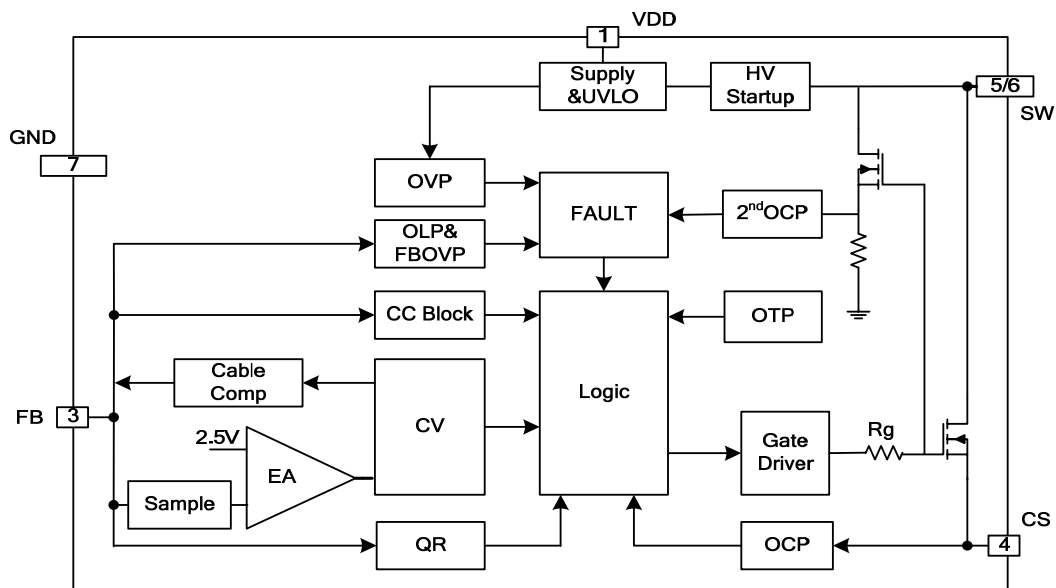 VDD
1
Supply
&UVLO
HV
Startup
5/6
SW
GND
7
OVP
FAULT
2ndOCP
OLP&
FBOVP
CC Block
OTP
Logic
Cable
Comp
CV
FB
3
2.5V
EA
Rg
Gate
Driver
Sample
CS
QR
OCP
4